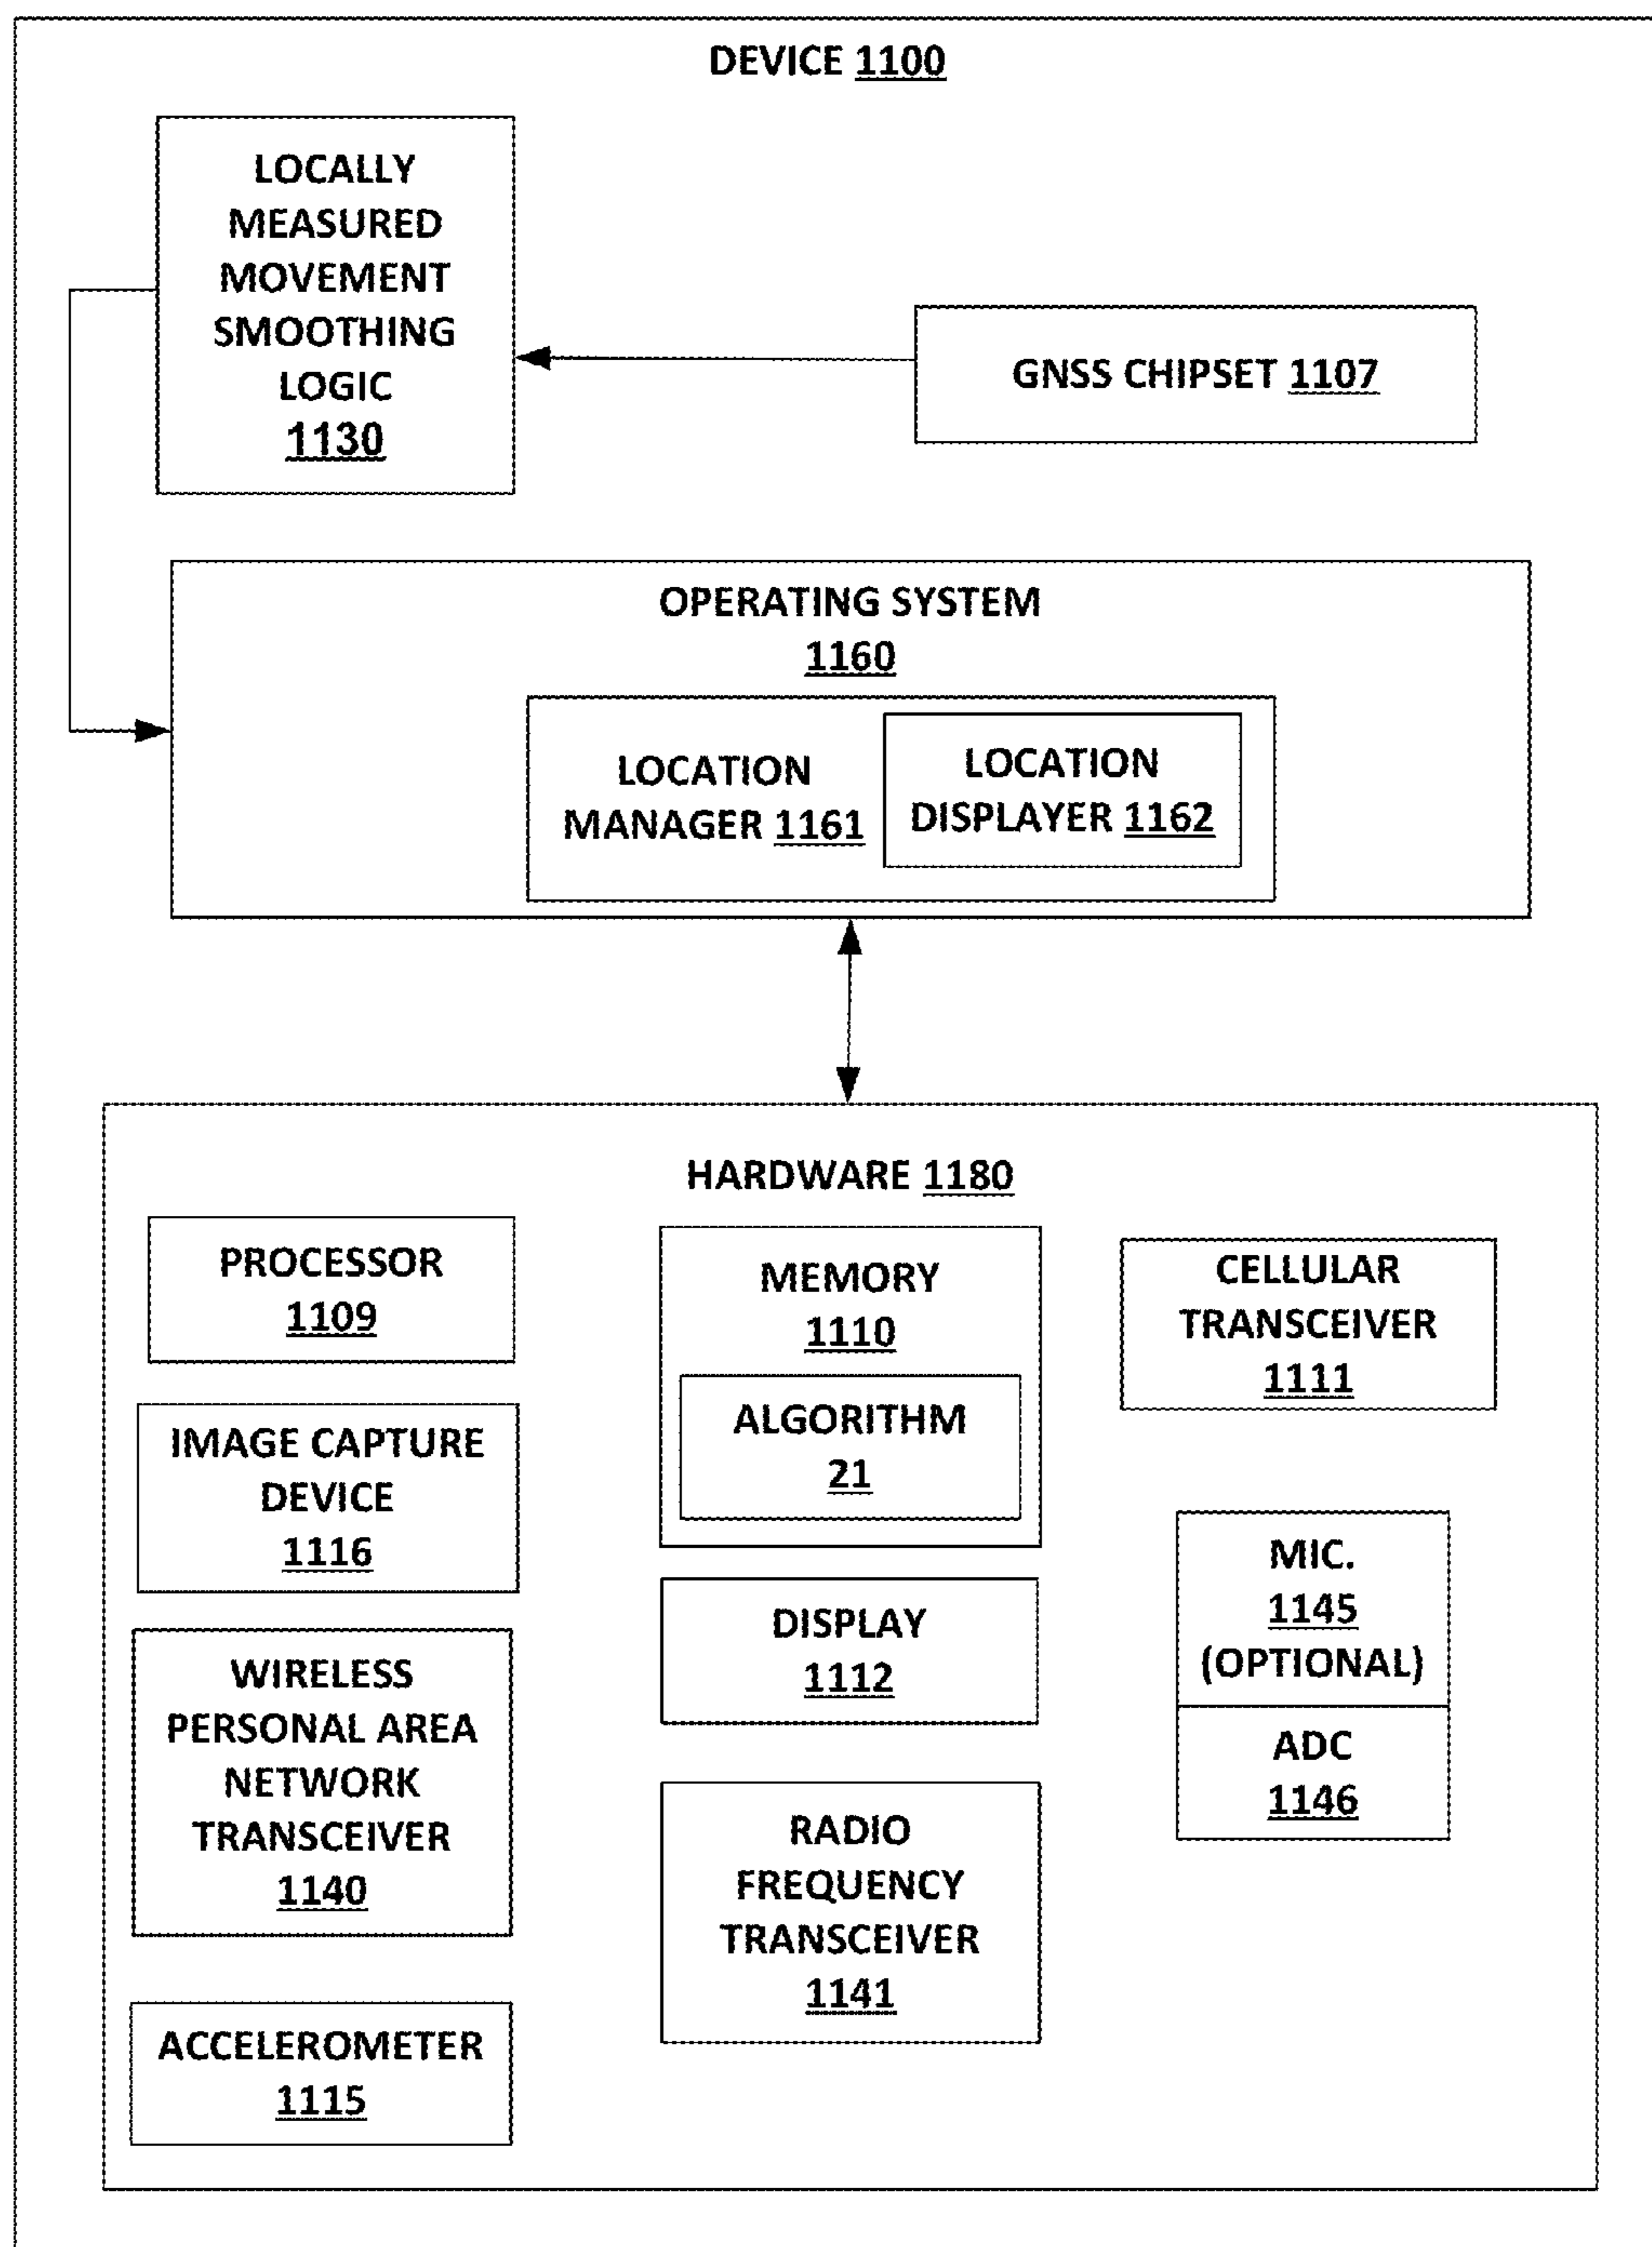 DEVICE 1100
LOCALLY
MEASURED
MOVEMENT
SMOOTHING
LOGIC
1130
GNSS CHIPSET 1107
OPERATING SYSTEM
1160
LOCATION
MANAGER 1161
LOCATION
DISPLAYER 1162
HARDWARE 1180
PROCESSOR
1109
IMAGE CAPTURE
DEVICE
1116
WIRELESS
PERSONAL AREA
NETWORK
TRANSCEIVER
1140
ACCELEROMETER
1115
MEMORY
1110
ALGORITHM
21
DISPLAY
1112
RADIO
FREQUENCY
TRANSCEIVER
1141
CELLULAR
TRANSCEIVER
1111
MIC.
1145
(OPTIONAL)
ADC
1146